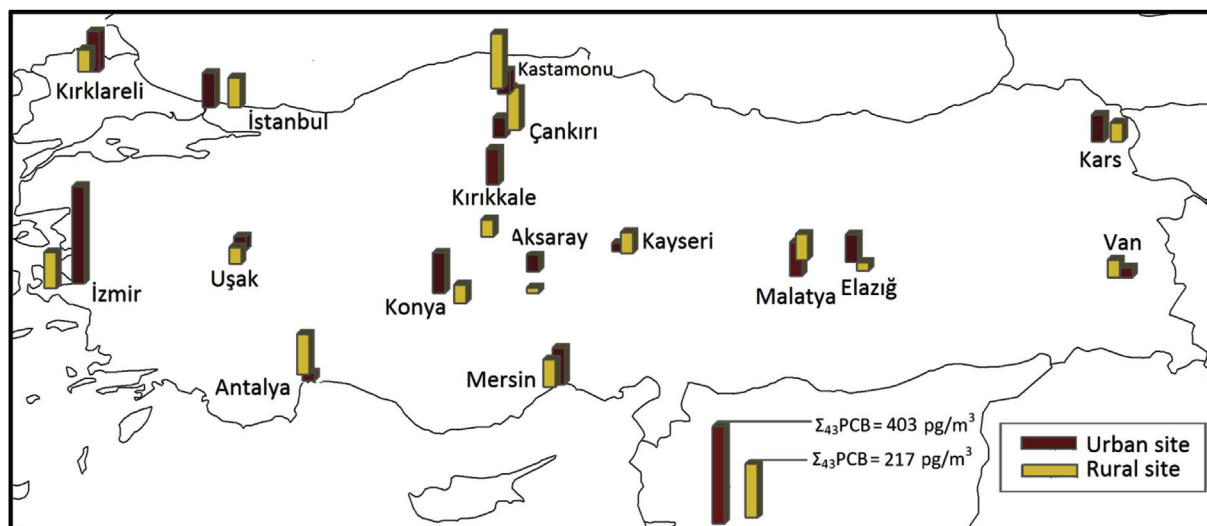 Kırklareli
İstanbul
Kastamonu
Çankırı
Kırıkkale
Kars
İzmir
Uşak
Konya
Aksaray
Kayseri
Malatya
Elazığ
Van
Antalya
Mersin
Σ₄₃PCB = 403 pg/m³
Σ₄₃PCB = 217 pg/m³
Urban site
Rural site